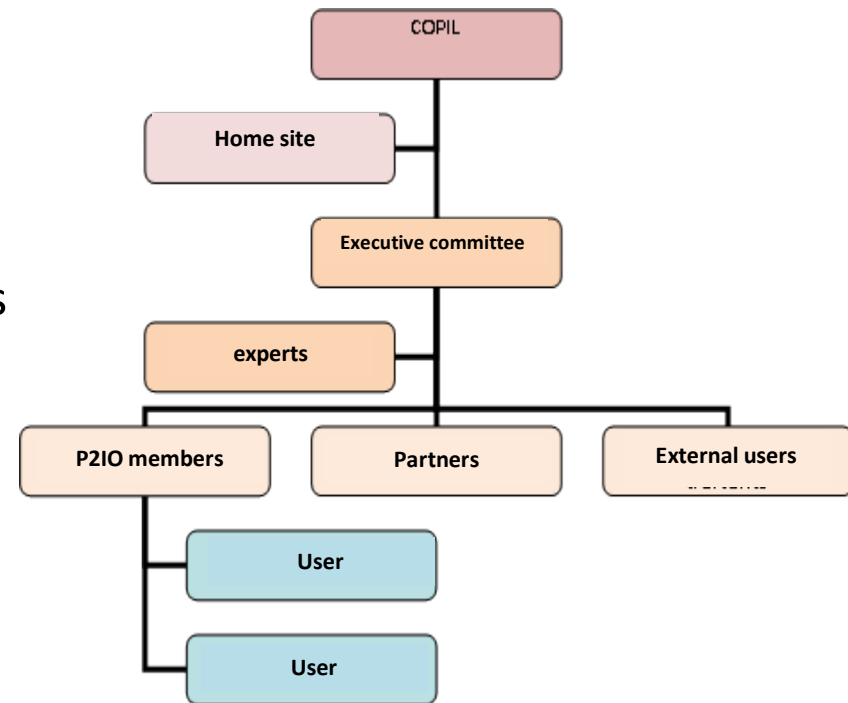 COPIL
Home site
Executive committee
s
experts
P2IO members
Partners
External users
User
User